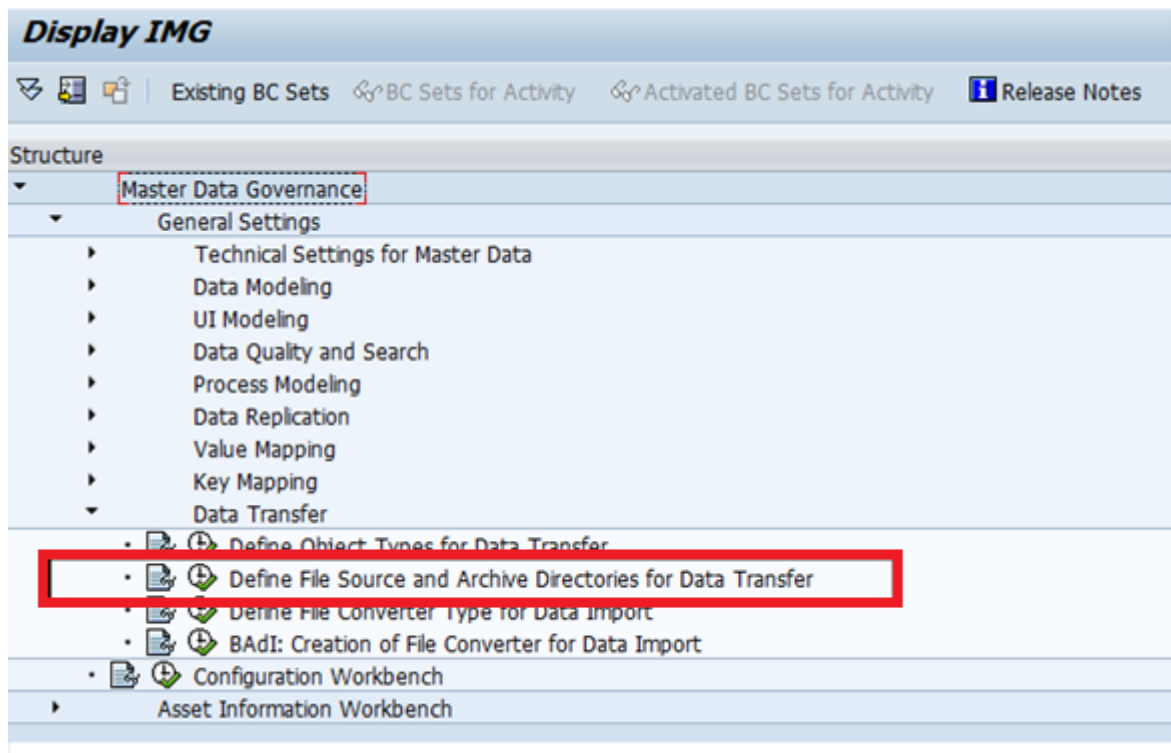 Display IMG
Existing BC Sets BC Sets for Activity Activated BC Sets for Activity Release Notes
Structure
Master Data Governance
General Settings
Technical Settings for Master Data
Data Modeling
UI Modeling
Data Quality and Search
Process Modeling
Data Replication
Value Mapping
Key Mapping
Data Transfer
Define Object Types for Data Transfer
Define File Source and Archive Directories for Data Transfer
Define File Converter Type for Data Import
BAdI: Creation of File Converter for Data Import
Configuration Workbench
Asset Information Workbench